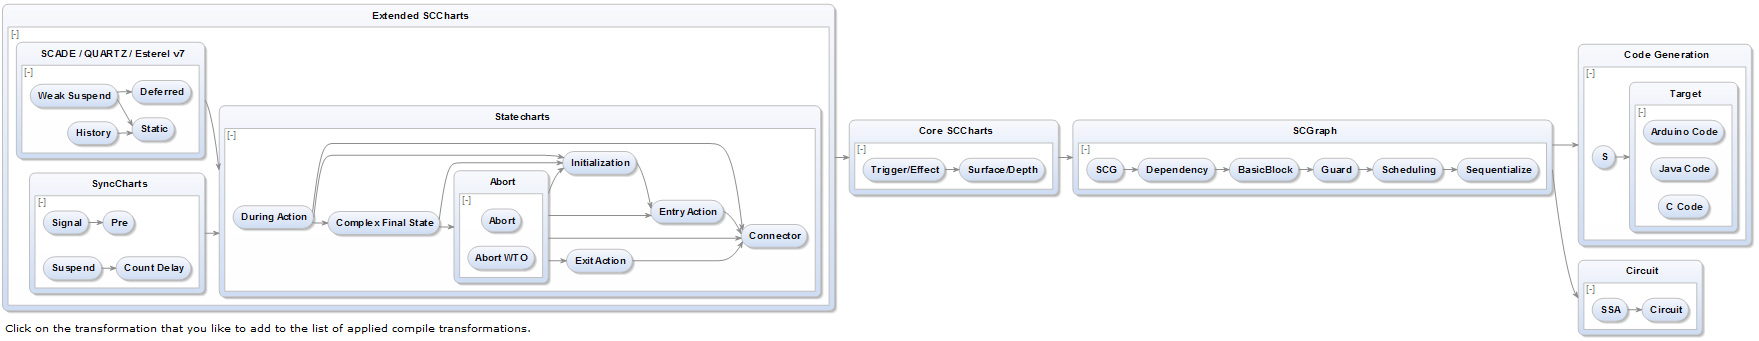 Extended SCCharts
[-]
SCADE / QUARTZ / Esterel v7
[-]
Weak Suspend
Deferred
History
Static
SyncCharts
[-]
Signal
Pre
Suspend
Count Delay
Statecharts
[-]
During Action
Complex Final State
Abort
[-]
Abort
Abort WTO
Initialization
Entry Action
Exit Action
Connector
Core SCCharts
[-]
Trigger/Effect
Surface/Depth
SCGraph
[-]
SCG
Dependency
BasicBlock
Guard
Scheduling
Sequentialize
Code Generation
[-]
S
Target
[-]
Arduino Code
Java Code
C Code
Circuit
[-]
SSA
Circuit
Click on the transformation that you like to add to the list of applied compile transformations.